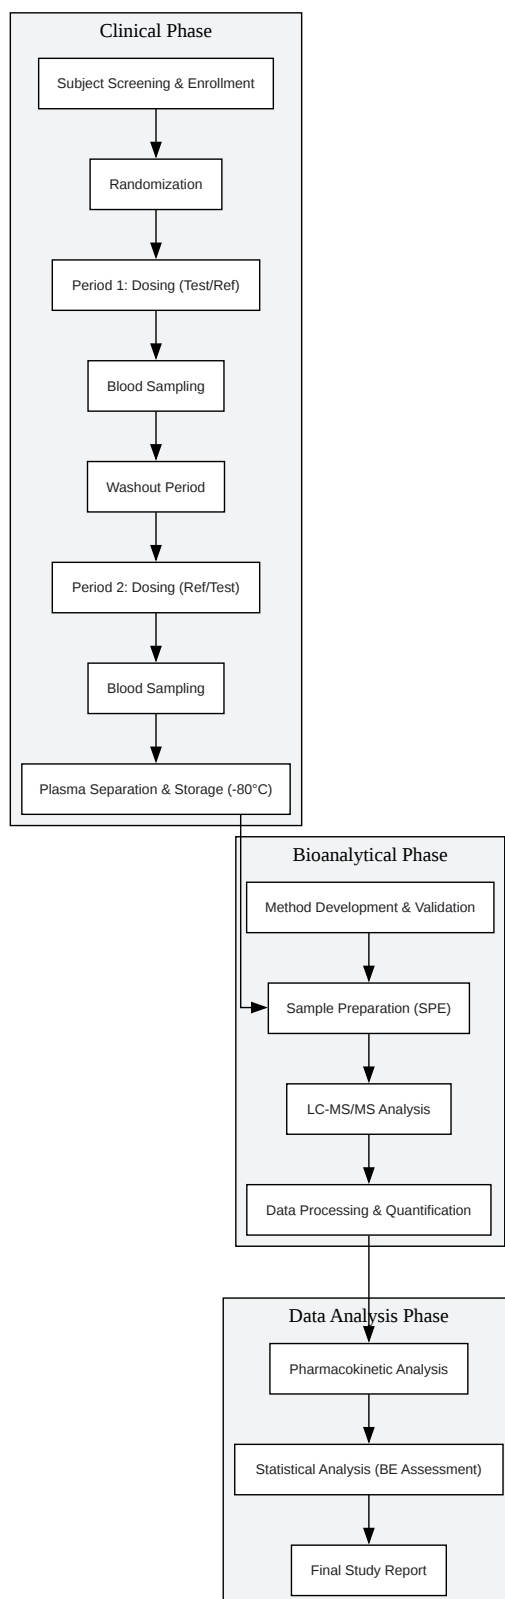 Clinical Phase
Subject Screening & Enrollment
Randomization
Period 1: Dosing (Test/Ref)
Blood Sampling
Washout Period
Period 2: Dosing (Ref/Test)
Blood Sampling
Plasma Separation & Storage (-80°C)
Bioanalytical Phase
Method Development & Validation
Sample Preparation (SPE)
LC-MS/MS Analysis
Data Processing & Quantification
Data Analysis Phase
Pharmacokinetic Analysis
Statistical Analysis (BE Assessment)
Final Study Report